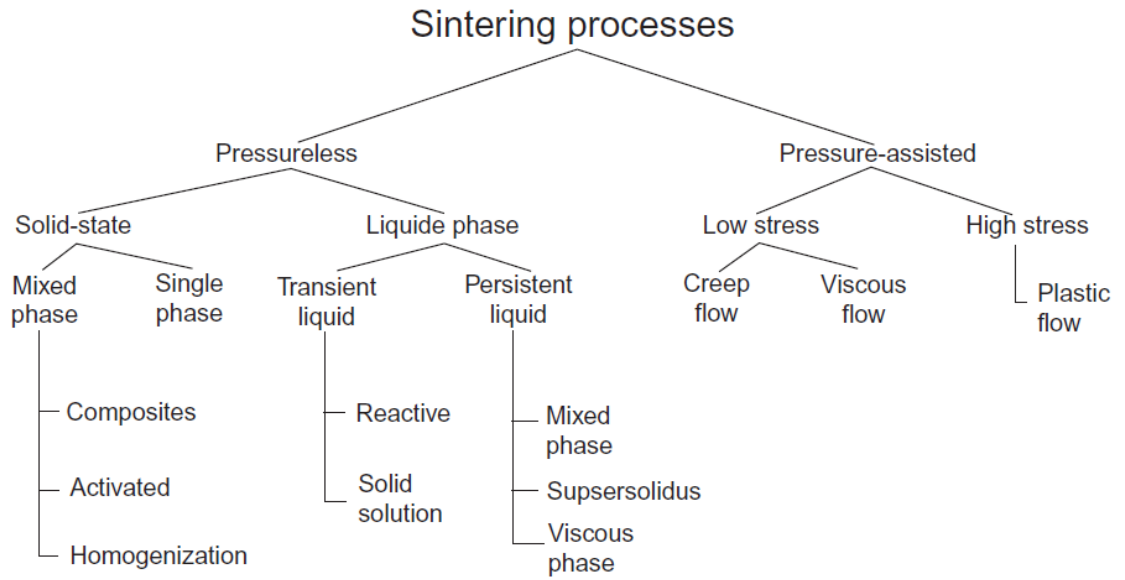 Sintering processes
Pressureless
Pressure-assisted
Solid-state
Liquide phase
Low stress
High stress
Mixed
phase
Single
phase
Transient
liquid
Persistent
liquid
Creep
flow
Viscous
flow
Plastic
flow
Composites
Activated
Homogenization
Reactive
Solid
solution
Mixed
phase
Supsersolidus
Viscous
phase